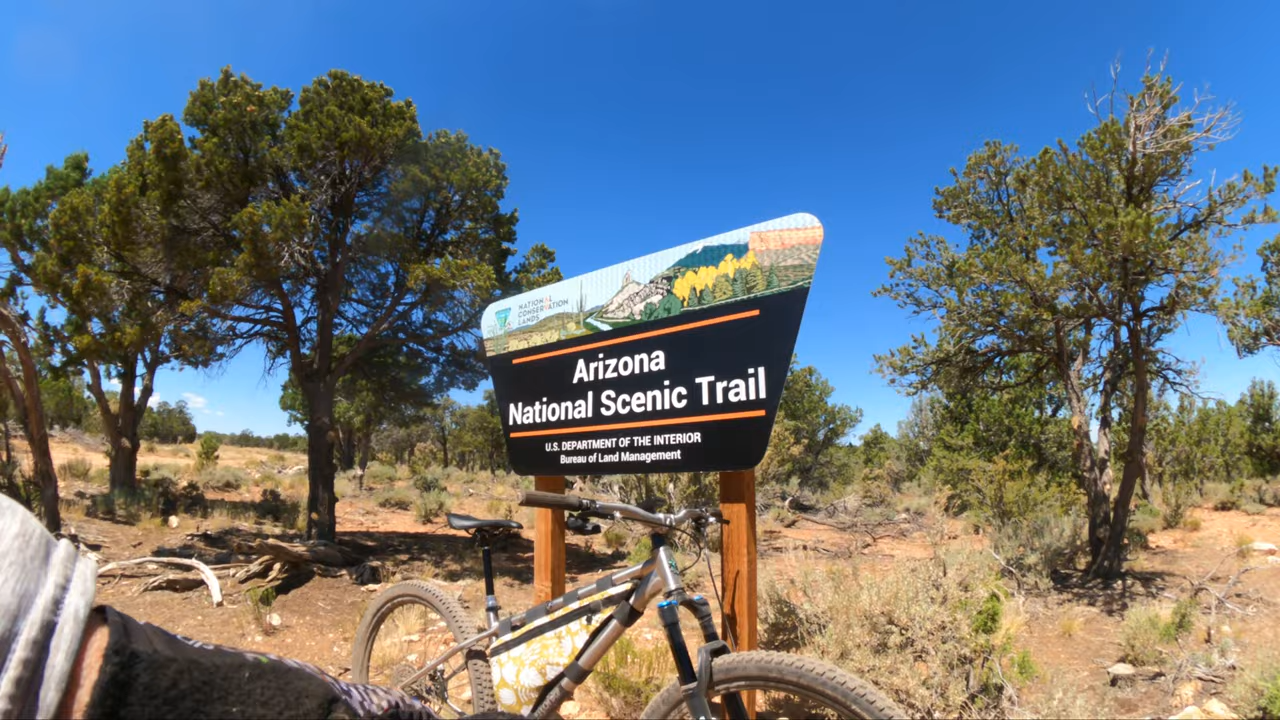 NATIONAL
CONSERVATION
LANDS
Arizona
National Scenic Trail
U.S. DEPARTMENT OF THE INTERIOR
Bureau of Land Management